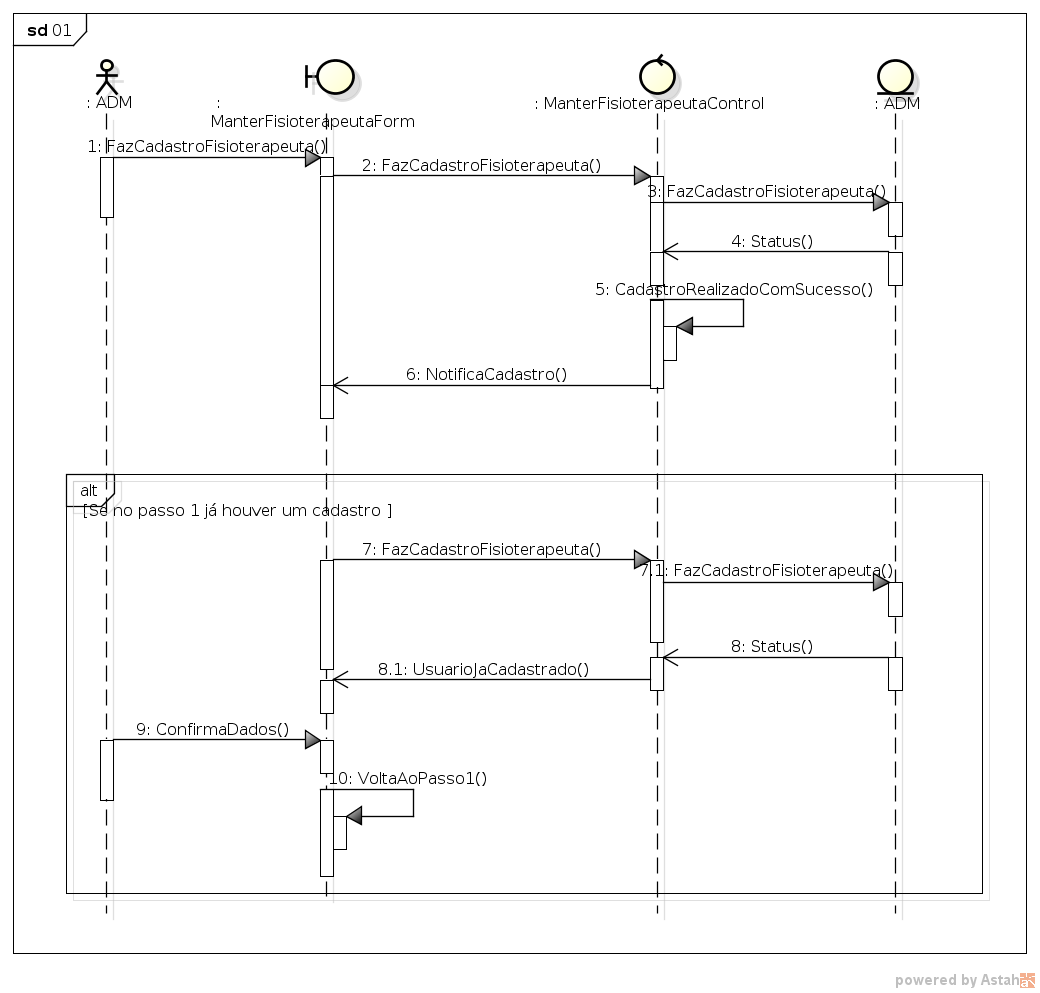 sd 01
: ADM
:
ManterFisioterapeutaForm
: ManterFisioterapeutaControl
: ADM
1: FazCadastroFisioterapeuta()
2: FazCadastroFisioterapeuta()
3: FazCadastroFisioterapeuta()
4: Status()
5: CadastroRealizadoComSucesso()
6: NotificaCadastro()
alt
[Se no passo 1 já houver um cadastro ]
7: FazCadastroFisioterapeuta()
7.1: FazCadastroFisioterapeuta()
8: Status()
8.1: UsuarioJaCadastrado()
9: ConfirmaDados()
10: VoltaAoPasso1()
powered by Astah